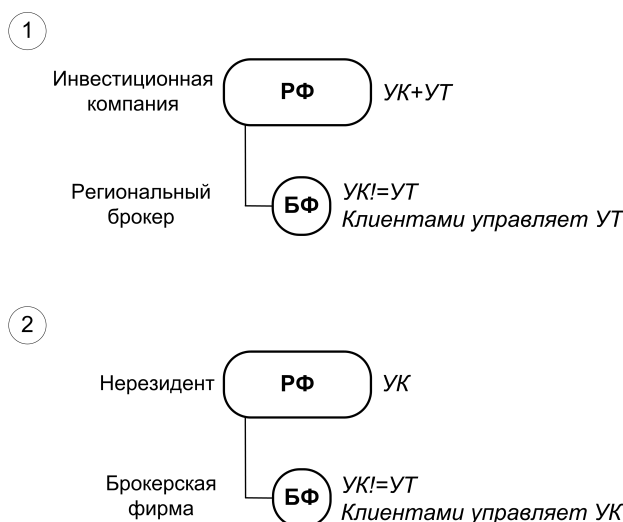 1
Инвестиционная
компания
РФ
УК+УТ
Региональный
брокер
БФ
УК!=УТ
Клиентами управляет УТ
2
Нерезидент
РФ
УК
Брокерская
фирма
БФ
УК!=УТ
Клиентами управляет УК